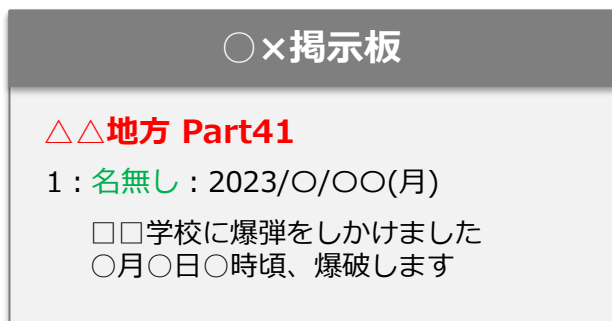 ○×掲示板
△△地方 Part41
1：名無し：2023/○/○○(月)
□□学校に爆弾をしかけました
○月○日○時頃、爆破します